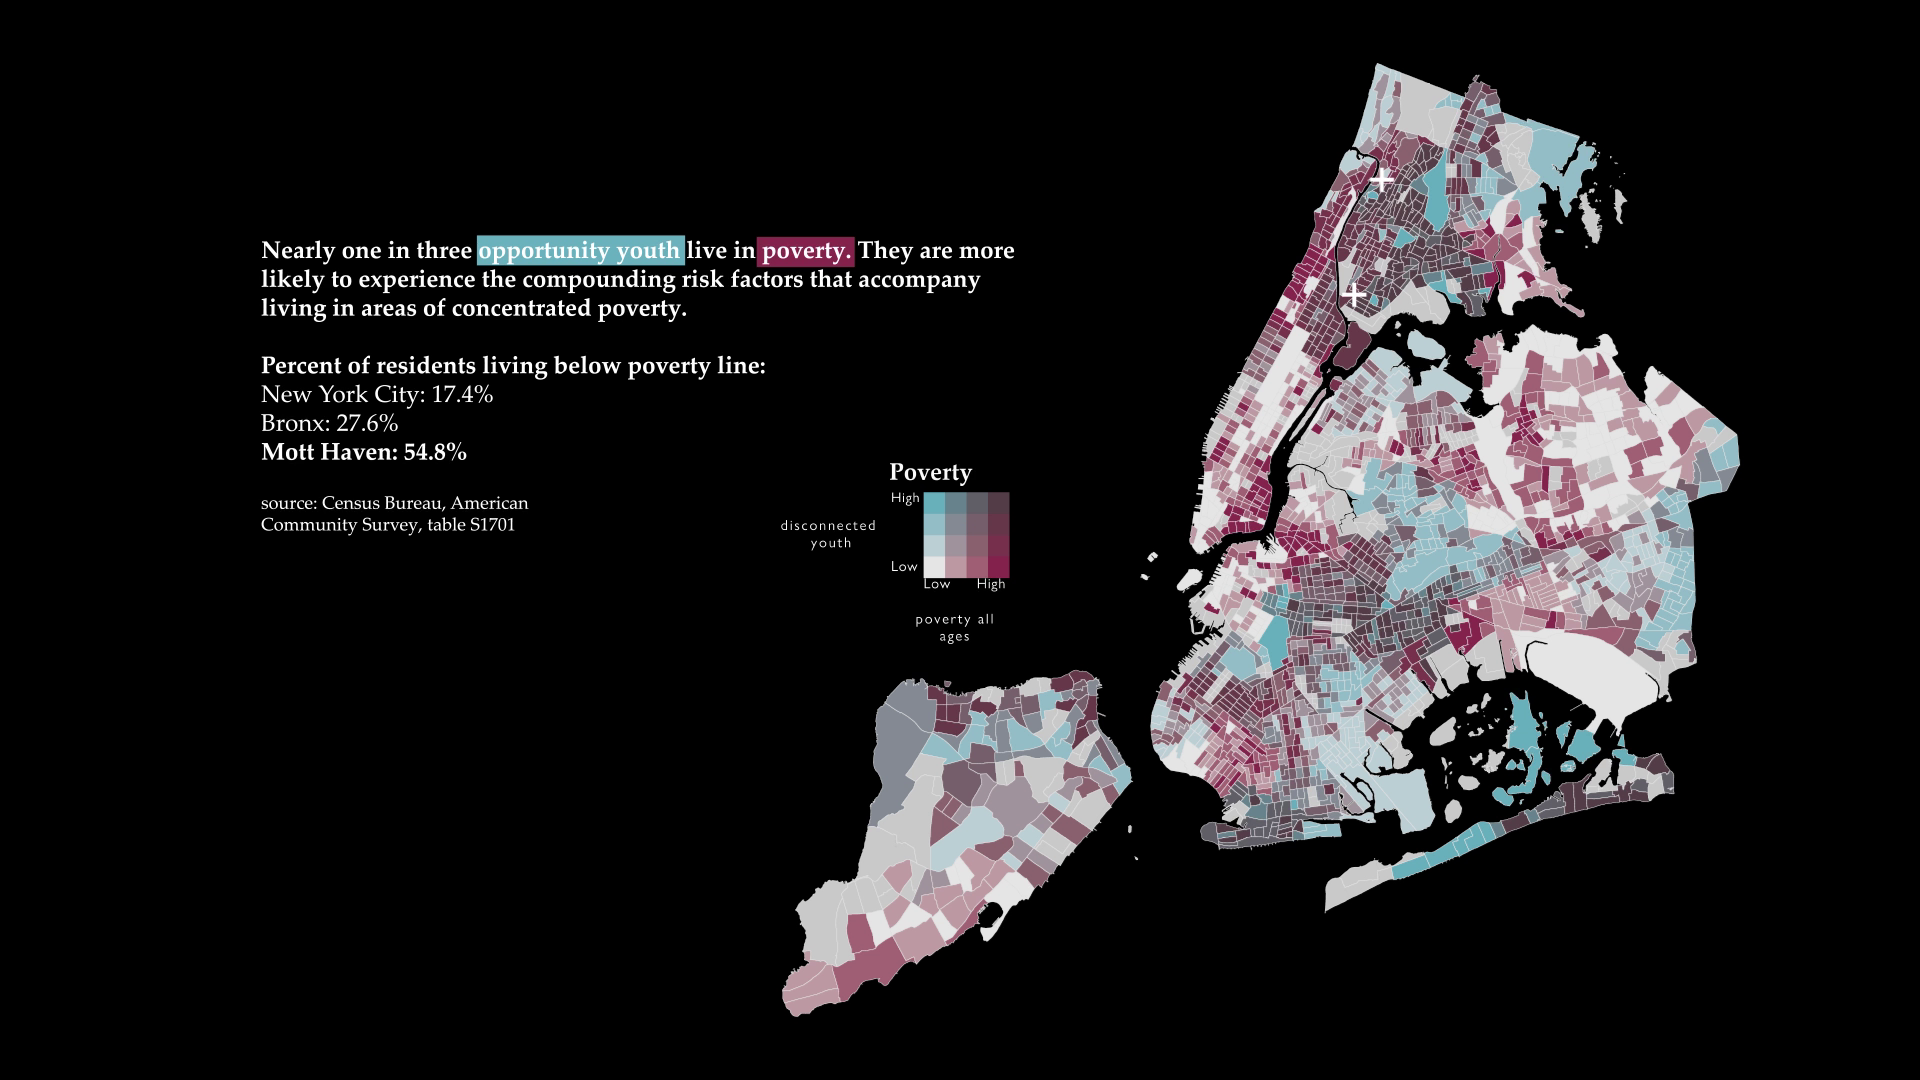 Nearly one in three opportunity youth live in poverty. They are more
likely to experience the compounding risk factors that accompany
living in areas of concentrated poverty.
Percent of residents living below poverty line:
New York City: 17.4%
Bronx: 27.6%
Mott Haven: 54.8%
source: Census Bureau, American
Community Survey, table S1701
Poverty
High
disconnected
youth
Low
Low High
poverty all
ages